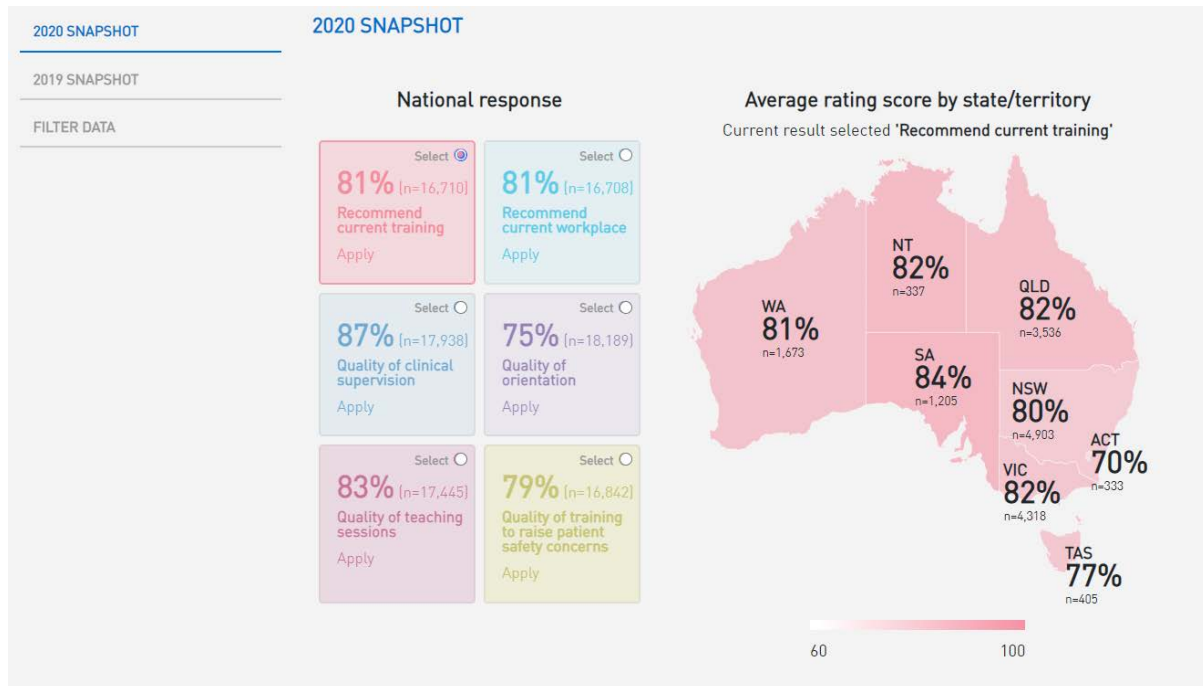 2020 SNAPSHOT
2019 SNAPSHOT
FILTER DATA
2020 SNAPSHOT
National response
Select
81% (n=16,710)
Recommend
current training
Apply
Select
81% (n=16,708)
Recommend
current workplace
Apply
Select
87% (n=17,938)
Quality of clinical
supervision
Apply
Select
75% (n=18,189)
Quality of
orientation
Apply
Select
83% (n=17,445)
Quality of teaching
sessions
Apply
Select
79% (n=16,842)
Quality of training
to raise patient
safety concerns
Apply
Average rating score by state/territory
Current result selected 'Recommend current training'
NT
82%
n=337
QLD
82%
n=3,536
WA
81%
n=1,673
SA
84%
n=1,205
NSW
80%
n=4,903
ACT
70%
n=333
VIC
82%
n=4,318
TAS
77%
n=405
60
100